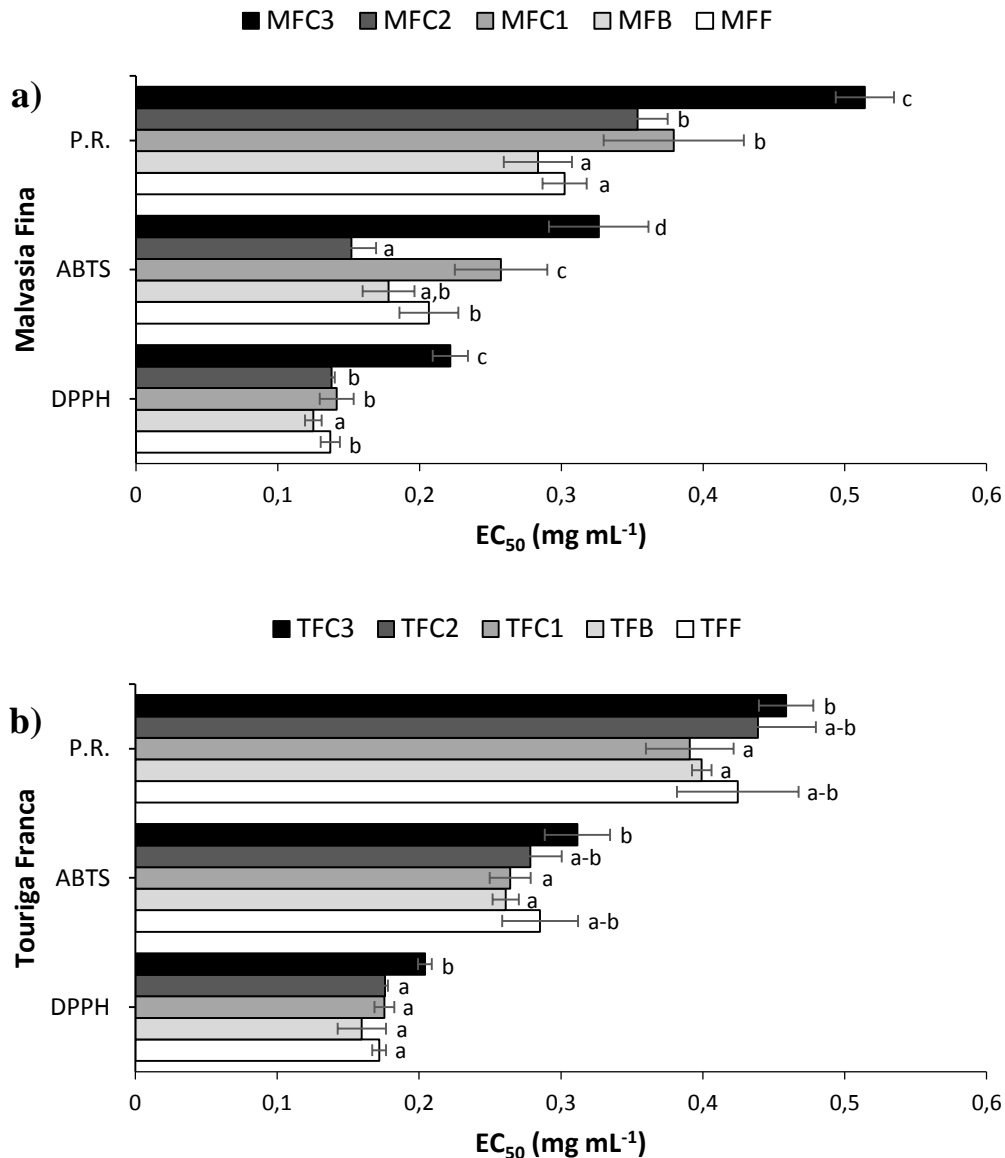 MFC3 MFC2 MFC1 MFB MFF
a)
Malvasia Fina
P.R.
c
b
b
a
a
ABTS
d
a
c
a,b
b
DPPH
c
b
b
a
b
0 0,1 0,2 0,3 0,4 0,5 0,6
EC₅₀ (mg mL⁻¹)
TFC3 TFC2 TFC1 TFB TFF
b)
Touriga Franca
P.R.
b
a-b
a
a
a-b
ABTS
b
a-b
a
a
a-b
DPPH
b
a
a
a
a
0 0,1 0,2 0,3 0,4 0,5 0,6
EC₅₀ (mg mL⁻¹)